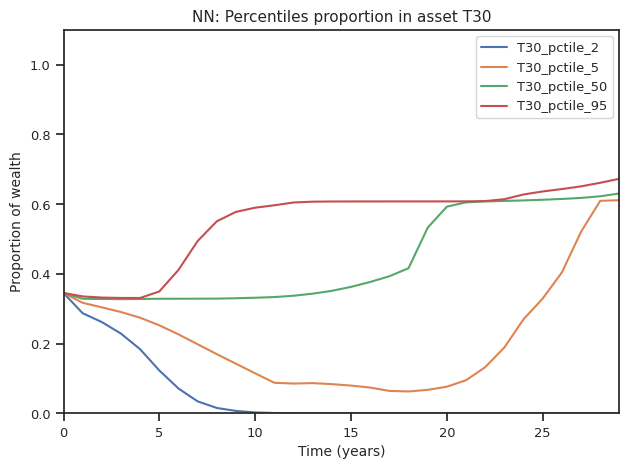 NN: Percentiles proportion in asset T30
T30_pctile_2
T30_pctile_5
T30_pctile_50
T30_pctile_95
Proportion of wealth
1.0
0.8
0.6
0.4
0.2
0.0
0 5 10 15 20 25
Time (years)